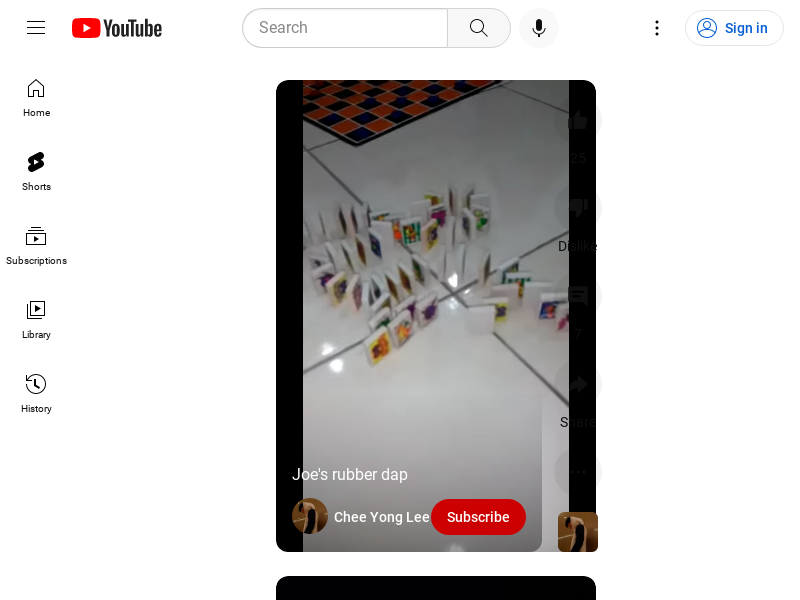 YouTube
Search
Sign in
Home
Shorts
Subscriptions
Library
History
25
Dislike
7
Share
Joe's rubber dap
Chee Yong Lee
Subscribe